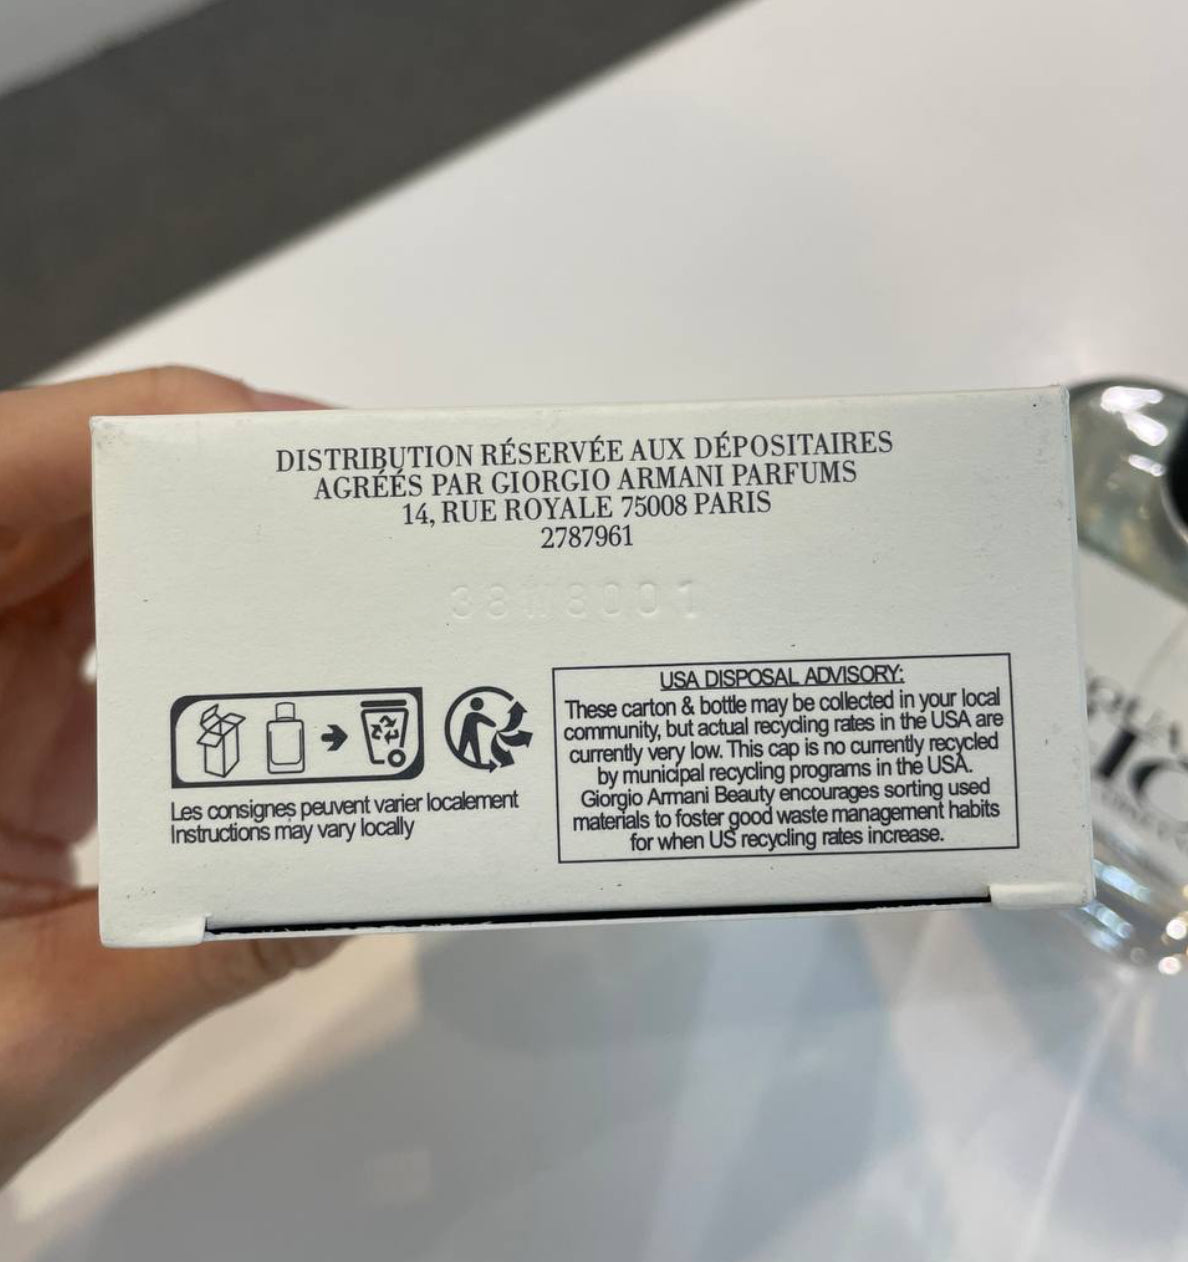 DISTRIBUTION RÉSERVÉE AUX DÉPOSITAIRES
AGRÉÉS PAR GIORGIO ARMANI PARFUMS
14, RUE ROYALE 75008 PARIS
2787961
Les consignes peuvent varier localement
Instructions may vary locally
USA DISPOSAL ADVISORY:
These carton & bottle may be collected in your local
community, but actual recycling rates in the USA are
currently very low. This cap is no currently recycled
by municipal recycling programs in the USA.
Giorgio Armani Beauty encourages sorting used
materials to foster good waste management habits
for when US recycling rates increase.